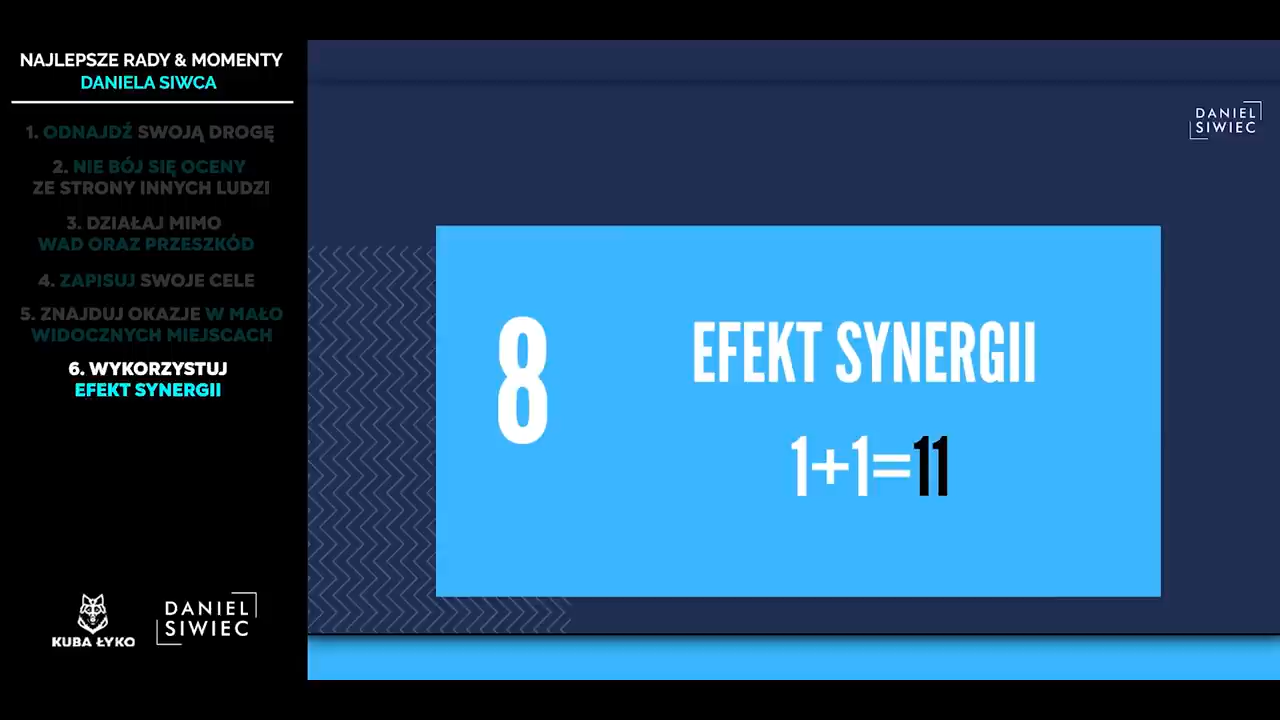 NAJLEPSZE RADY & MOMENTY
DANIELA SIWCA
1. ODNAJDŹ SWOJĄ DROGĘ
2. NIE BÓJ SIĘ OCENY
ZE STRONY INNYCH LUDZI
3. DZIAŁAJ MIMO
WAD ORAZ PRZESZKÓD
4. ZAPISUJ SWOJE CELE
5. ZNAJDUJ OKAZJE W MAŁO
WIDOCZNYCH MIEJSCACH
6. WYKORZYSTUJ
EFEKT SYNERGII
KUBA ŁYKO
DANIEL
SIWIEC
DANIEL
SIWIEC
8
EFEKT SYNERGII
1+1=11